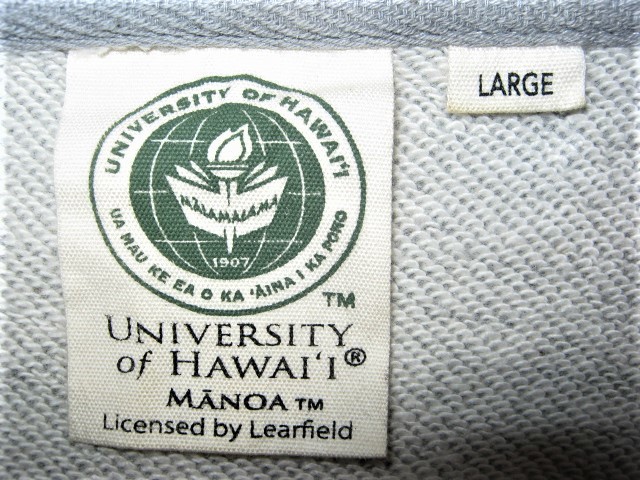 UNIVERSITY OF HAWAI'I
MĀLAMALAMA
1907
UA MAU KE EA O KA 'ĀINA I KA PONO
TM
UNIVERSITY
of HAWAI‘I®
MĀNOA TM
Licensed by Learfield
LARGE